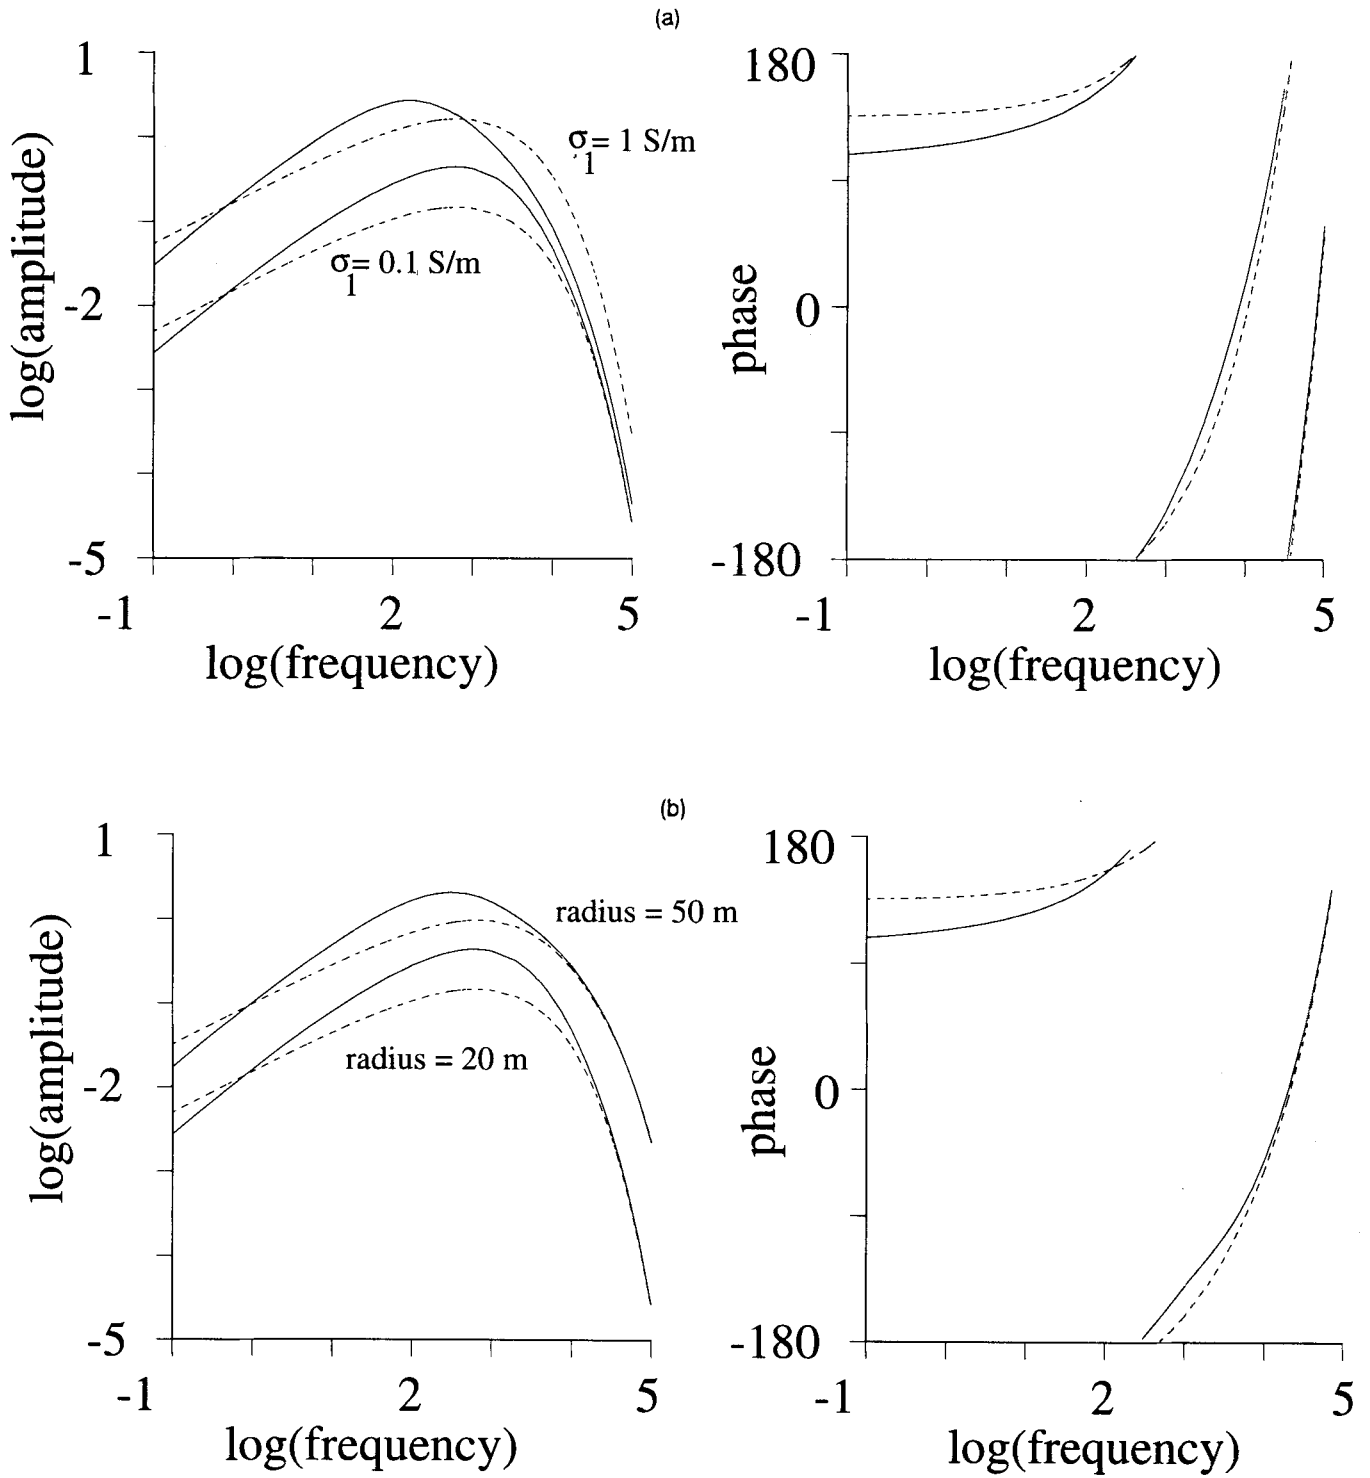 (a)
1
-2
-5
log(amplitude)
-1
2
5
log(frequency)
σ1= 1 S/m
σ1= 0.1 S/m
180
0
-180
phase
-1
2
5
log(frequency)
(b)
1
-2
-5
log(amplitude)
-1
2
5
log(frequency)
radius = 50 m
radius = 20 m
180
0
-180
phase
-1
2
5
log(frequency)